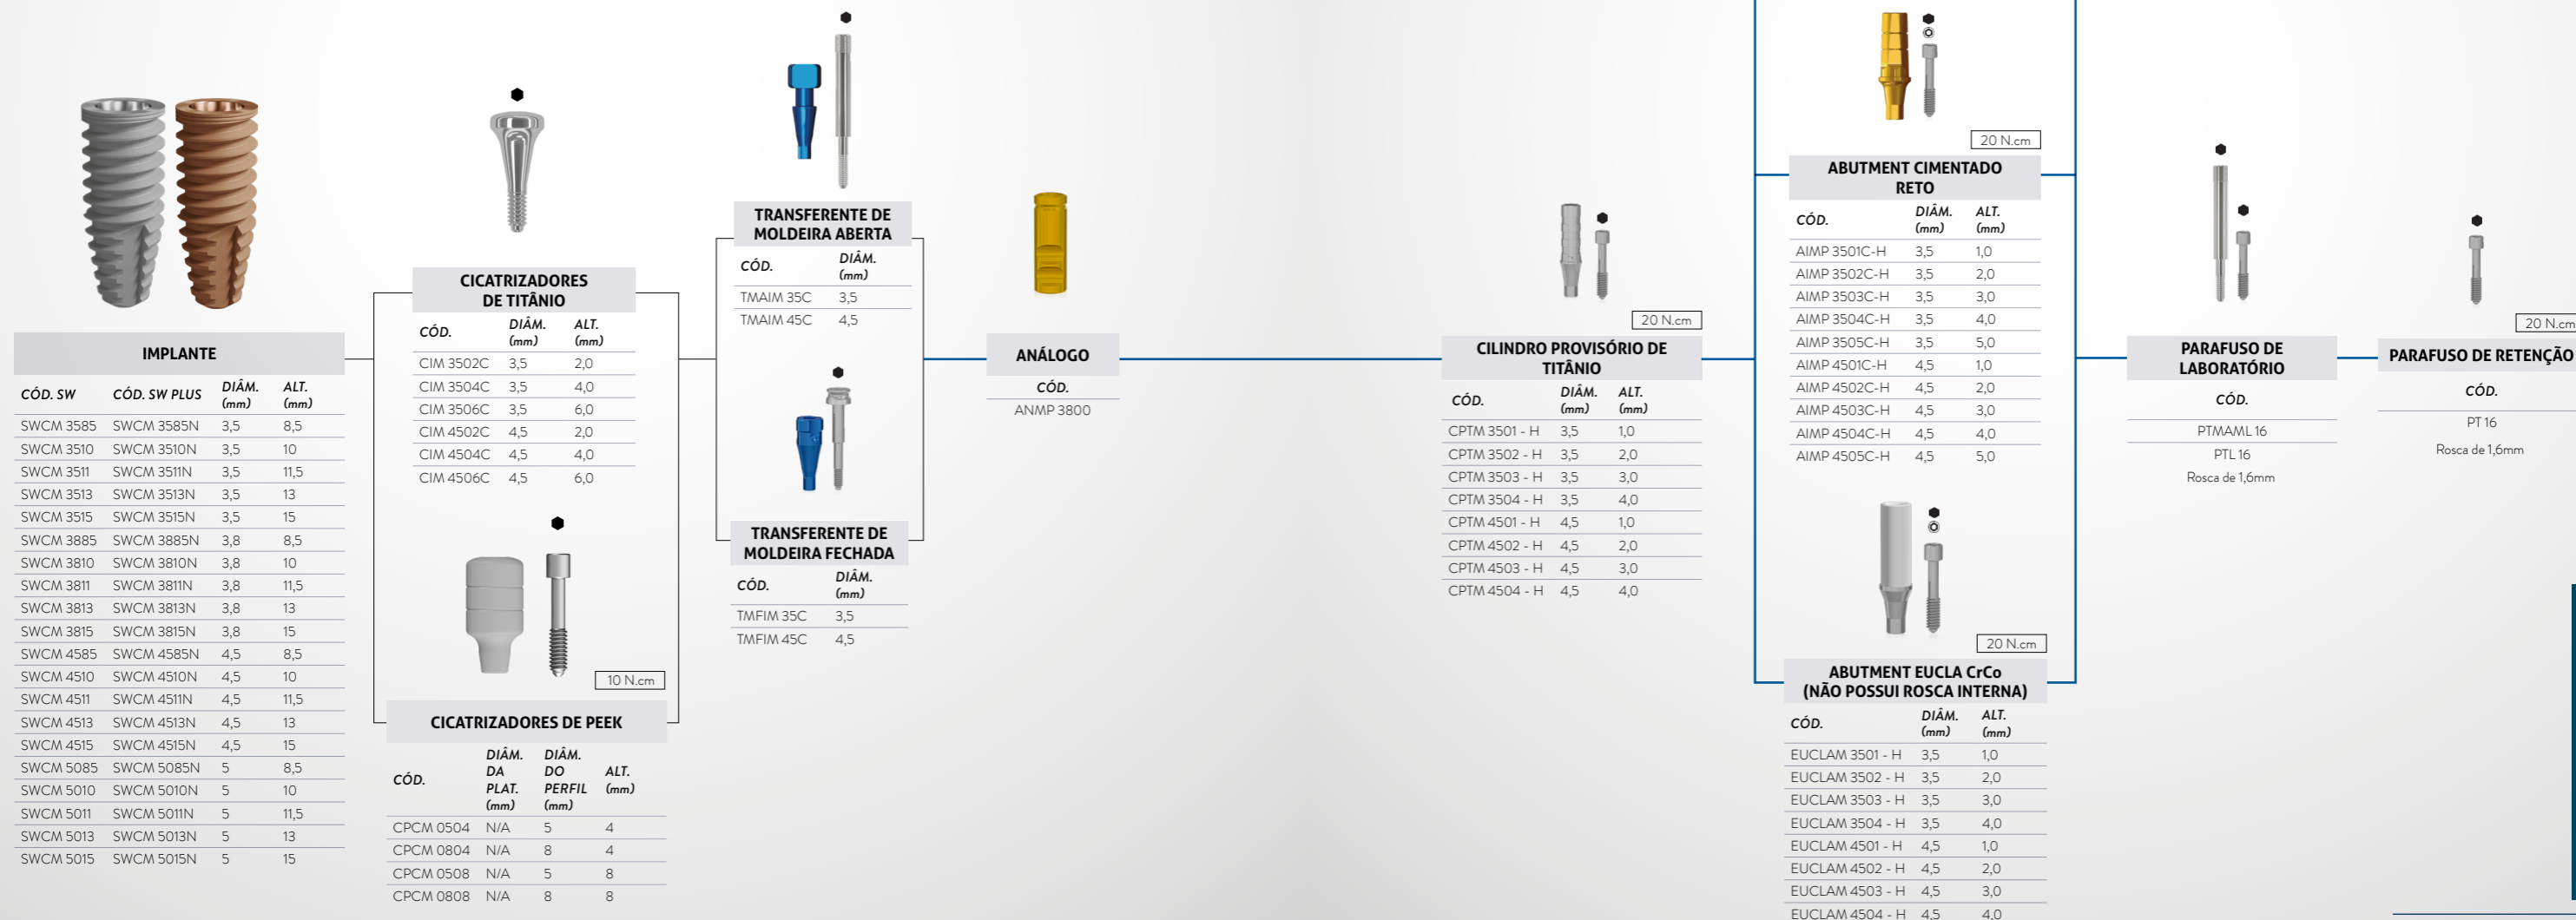 IMPLANTE
CÓD. SW CÓD. SW PLUS DIÂM. (mm) ALT. (mm)
SWCM 3585 SWCM 3585N 3,5 8,5
SWCM 3510 SWCM 3510N 3,5 10
SWCM 3511 SWCM 3511N 3,5 11,5
SWCM 3513 SWCM 3513N 3,5 13
SWCM 3515 SWCM 3515N 3,5 15
SWCM 3885 SWCM 3885N 3,8 8,5
SWCM 3810 SWCM 3810N 3,8 10
SWCM 3811 SWCM 3811N 3,8 11,5
SWCM 3813 SWCM 3813N 3,8 13
SWCM 3815 SWCM 3815N 3,8 15
SWCM 4585 SWCM 4585N 4,5 8,5
SWCM 4510 SWCM 4510N 4,5 10
SWCM 4511 SWCM 4511N 4,5 11,5
SWCM 4513 SWCM 4513N 4,5 13
SWCM 4515 SWCM 4515N 4,5 15
SWCM 5085 SWCM 5085N 5 8,5
SWCM 5010 SWCM 5010N 5 10
SWCM 5011 SWCM 5011N 5 11,5
SWCM 5013 SWCM 5013N 5 13
SWCM 5015 SWCM 5015N 5 15
CICATRIZADORES
DE TITÂNIO
CÓD. DIÂM. (mm) ALT. (mm)
CIM 3502C 3,5 2,0
CIM 3504C 3,5 4,0
CIM 3506C 3,5 6,0
CIM 4502C 4,5 2,0
CIM 4504C 4,5 4,0
CIM 4506C 4,5 6,0
10 N.cm
CICATRIZADORES DE PEEK
CÓD. DIÂM. DA PLAT. (mm) DIÂM. DO PERFIL (mm) ALT. (mm)
CPCM 0504 N/A 5 4
CPCM 0804 N/A 8 4
CPCM 0508 N/A 5 8
CPCM 0808 N/A 8 8
TRANSFERENTE DE
MOLDEIRA ABERTA
CÓD. DIÂM. (mm)
TMAIM 35C 3,5
TMAIM 45C 4,5
TRANSFERENTE DE
MOLDEIRA FECHADA
CÓD. DIÂM. (mm)
TMFIM 35C 3,5
TMFIM 45C 4,5
ANÁLOGO
CÓD.
ANMP 3800
20 N.cm
CILINDRO PROVISÓRIO DE
TITÂNIO
CÓD. DIÂM. (mm) ALT. (mm)
CPTM 3501 - H 3,5 1,0
CPTM 3502 - H 3,5 2,0
CPTM 3503 - H 3,5 3,0
CPTM 3504 - H 3,5 4,0
CPTM 4501 - H 4,5 1,0
CPTM 4502 - H 4,5 2,0
CPTM 4503 - H 4,5 3,0
CPTM 4504 - H 4,5 4,0
20 N.cm
ABUTMENT CIMENTADO
RETO
CÓD. DIÂM. (mm) ALT. (mm)
AIMP 3501C-H 3,5 1,0
AIMP 3502C-H 3,5 2,0
AIMP 3503C-H 3,5 3,0
AIMP 3504C-H 3,5 4,0
AIMP 3505C-H 3,5 5,0
AIMP 4501C-H 4,5 1,0
AIMP 4502C-H 4,5 2,0
AIMP 4503C-H 4,5 3,0
AIMP 4504C-H 4,5 4,0
AIMP 4505C-H 4,5 5,0
20 N.cm
ABUTMENT EUCLA CrCo
(NÃO POSSUI ROSCA INTERNA)
CÓD. DIÂM. (mm) ALT. (mm)
EUCLAM 3501 - H 3,5 1,0
EUCLAM 3502 - H 3,5 2,0
EUCLAM 3503 - H 3,5 3,0
EUCLAM 3504 - H 3,5 4,0
EUCLAM 4501 - H 4,5 1,0
EUCLAM 4502 - H 4,5 2,0
EUCLAM 4503 - H 4,5 3,0
EUCLAM 4504 - H 4,5 4,0
PARAFUSO DE
LABORATÓRIO
CÓD.
PTMAML 16
PTL 16
Rosca de 1,6mm
20 N.cm
PARAFUSO DE RETENÇÃO
CÓD.
PT 16
Rosca de 1,6mm